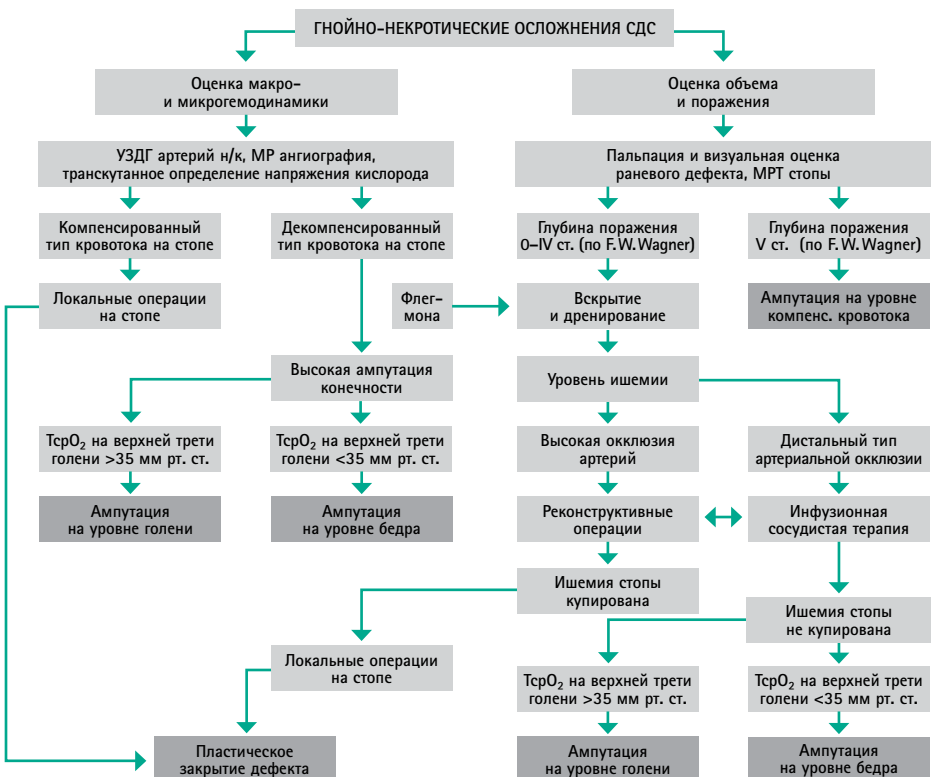 ГНОЙНО-НЕКРОТИЧЕСКИЕ ОСЛОЖНЕНИЯ СДС
Оценка макро-
и микрогемодинамики
Оценка объема
и поражения
УЗДГ артерий н/к, МР ангиография,
транскутанное определение напряжения кислорода
Пальпация и визуальная оценка
раневого дефекта, МРТ стопы
Компенсированный
тип кровотока на стопе
Декомпенсированный
тип кровотока на стопе
Глубина поражения
0–IV ст. (по F.W.Wagner)
Глубина поражения
V ст. (по F.W.Wagner)
Локальные операции
на стопе
Флег-
мона
Вскрытие
и дренирование
Ампутация на уровне
компенс. кровотока
Высокая ампутация
конечности
Уровень ишемии
TcpO₂ на верхней трети
голени >35 мм рт. ст.
TcpO₂ на верхней трети
голени <35 мм рт. ст.
Высокая окклюзия
артерий
Дистальный тип
артериальной окклюзии
Ампутация
на уровне голени
Ампутация
на уровне бедра
Реконструктивные
операции
Инфузионная
сосудистая терапия
Ишемия стопы
купирована
Ишемия стопы
не купирована
Локальные операции
на стопе
TcpO₂ на верхней трети
голени >35 мм рт. ст.
TcpO₂ на верхней трети
голени <35 мм рт. ст.
Пластическое
закрытие дефекта
Ампутация
на уровне голени
Ампутация
на уровне бедра